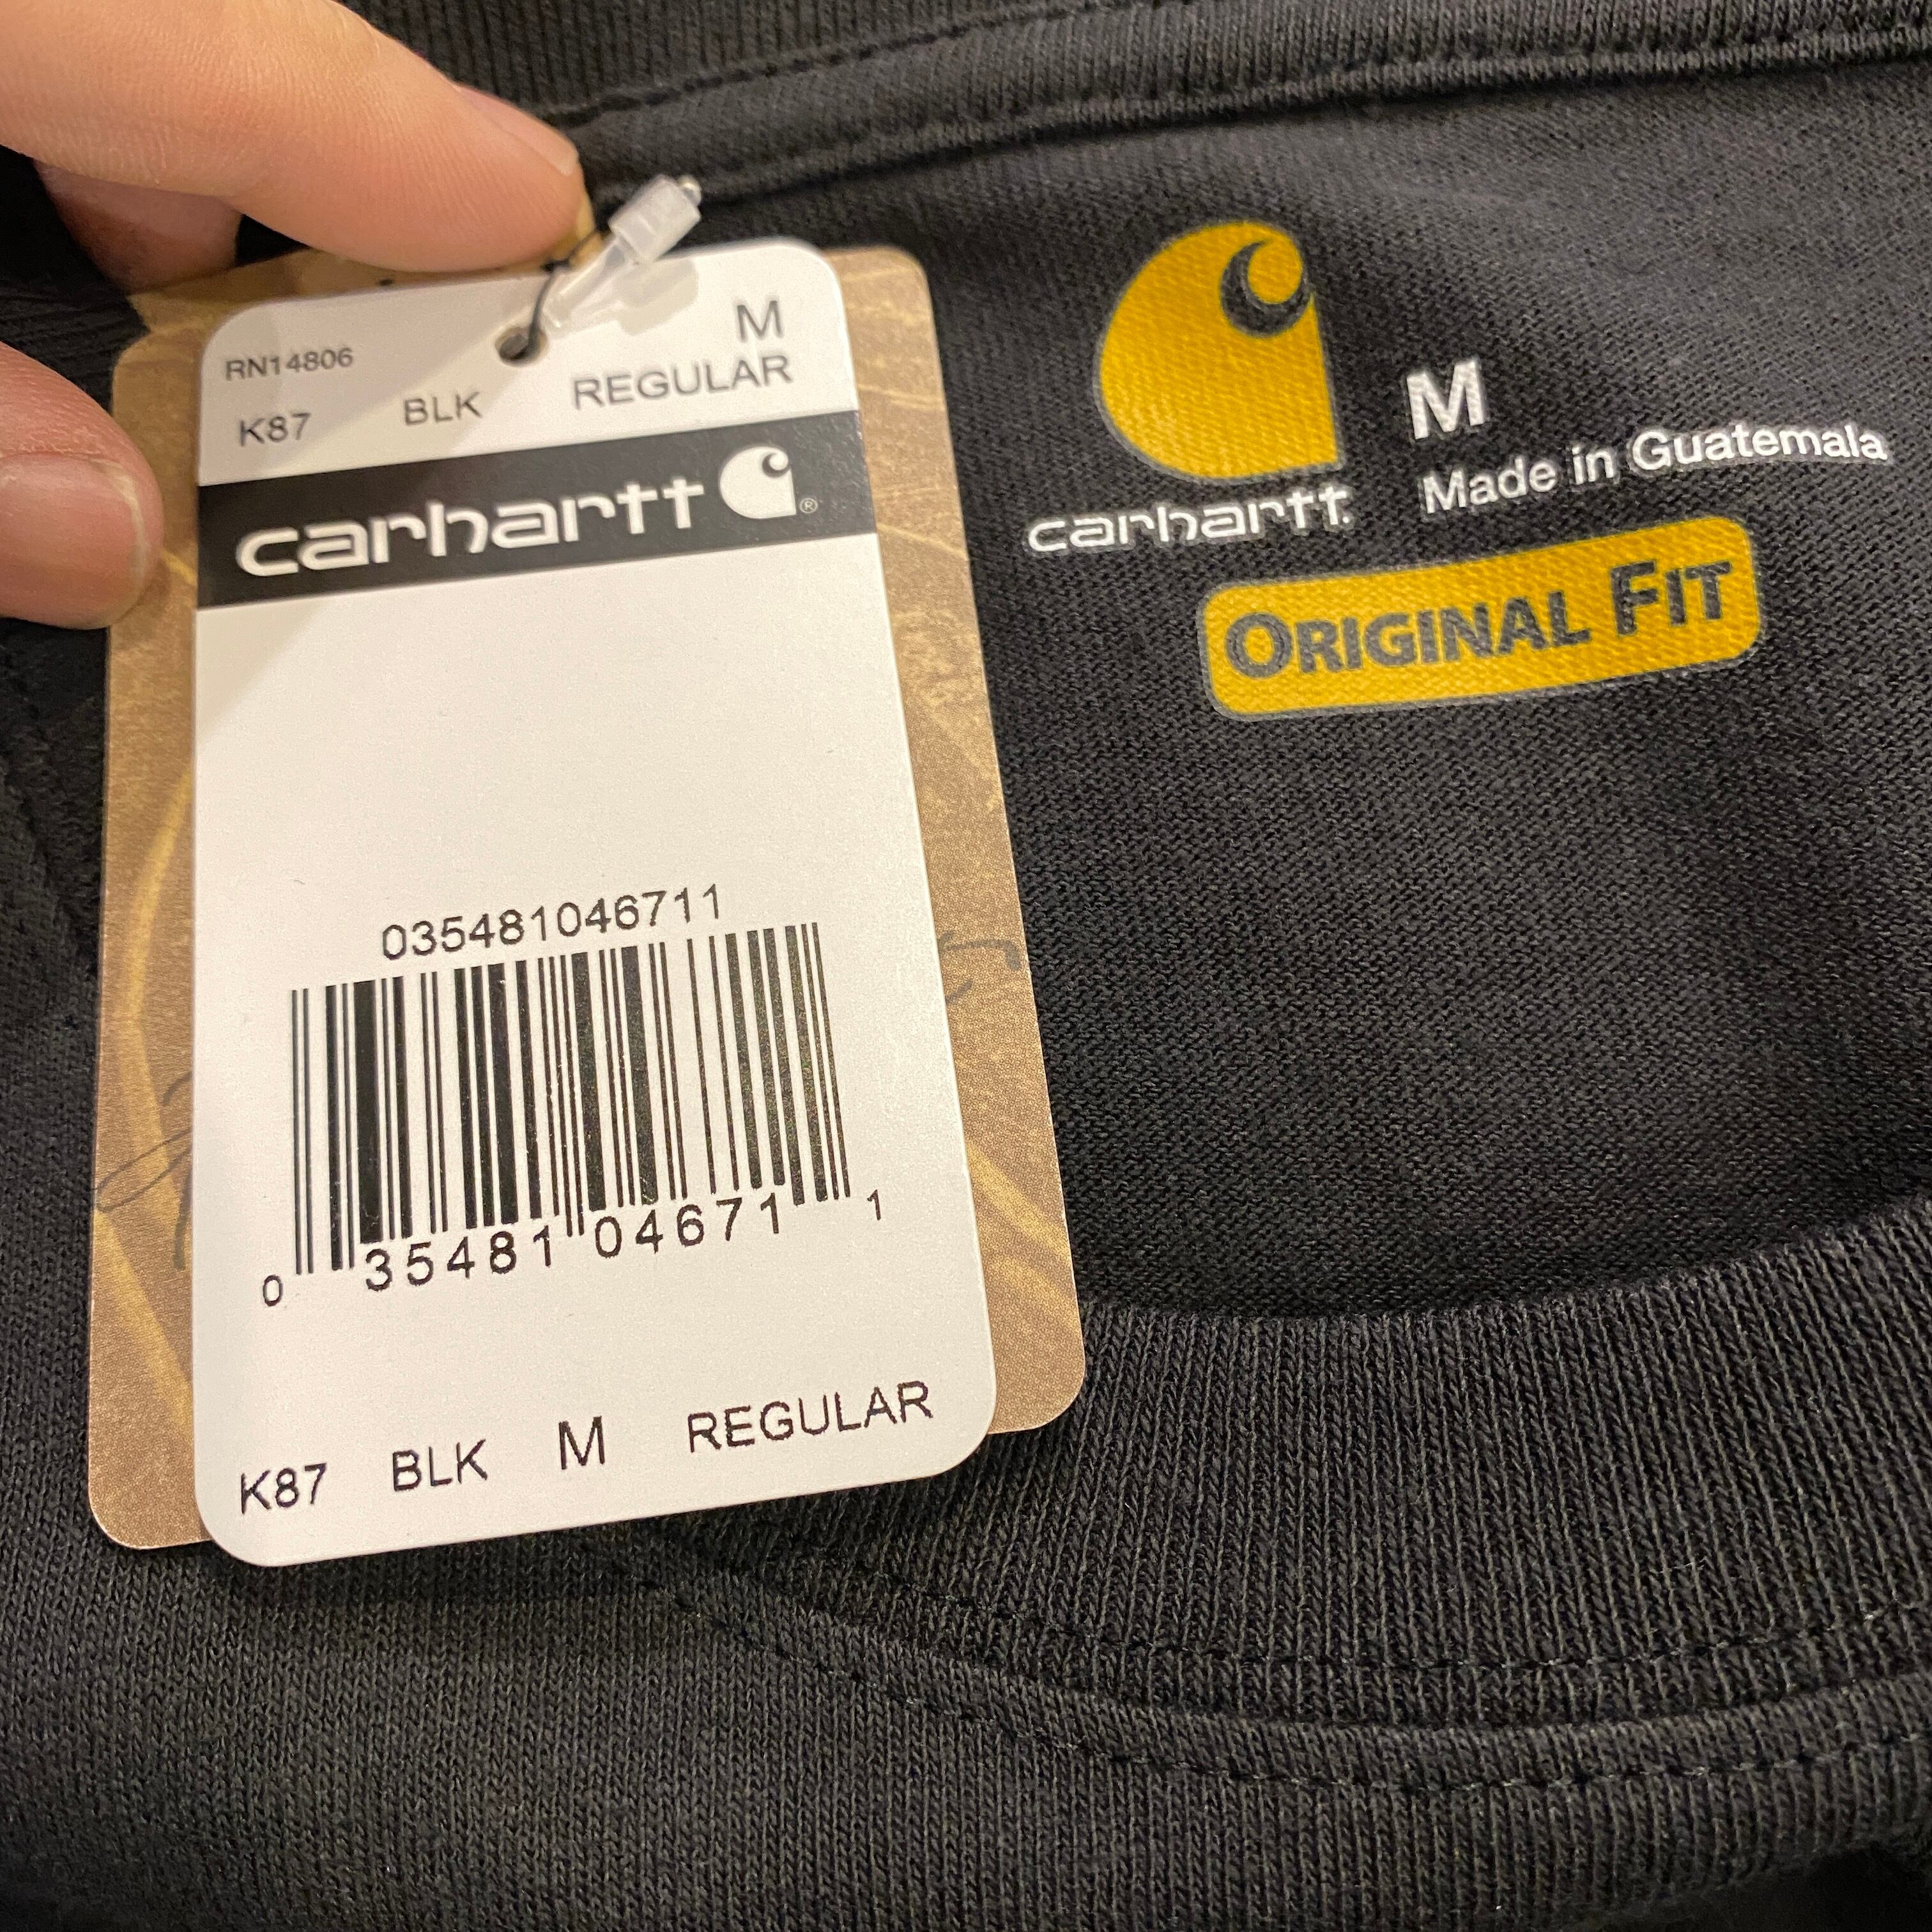 RN14806
M
K87 BLK REGULAR
carhartt ®
035481046711
0 35481 04671 1
K87 BLK M REGULAR
carhartt.
M
Made in Guatemala
ORIGINAL FIT